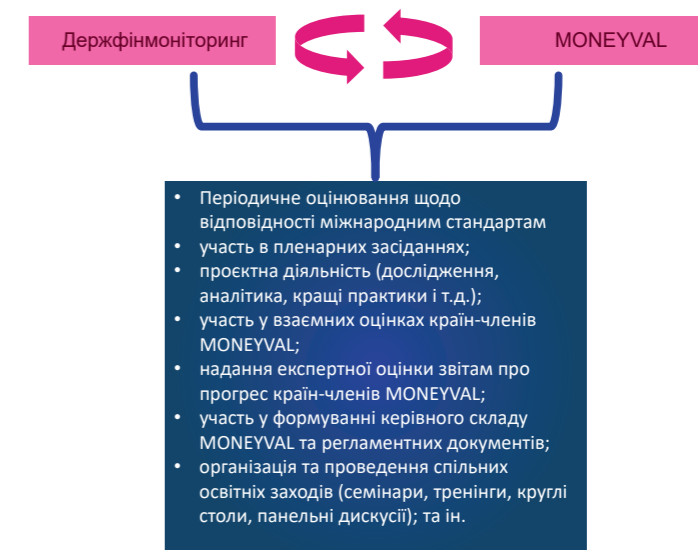 Держфінмоніторинг
MONEYVAL
• Періодичне оцінювання щодо
відповідності міжнародним стандартам
• участь в пленарних засіданнях;
• проєктна діяльність (дослідження,
аналітика, кращі практики і т.д.);
• участь у взаємних оцінках країн-членів
MONEYVAL;
• надання експертної оцінки звітам про
прогрес країн-членів MONEYVAL;
• участь у формуванні керівного складу
MONEYVAL та регламентних документів;
• організація та проведення спільних
освітніх заходів (семінари, тренінги, круглі
столи, панельні дискусії); та ін.